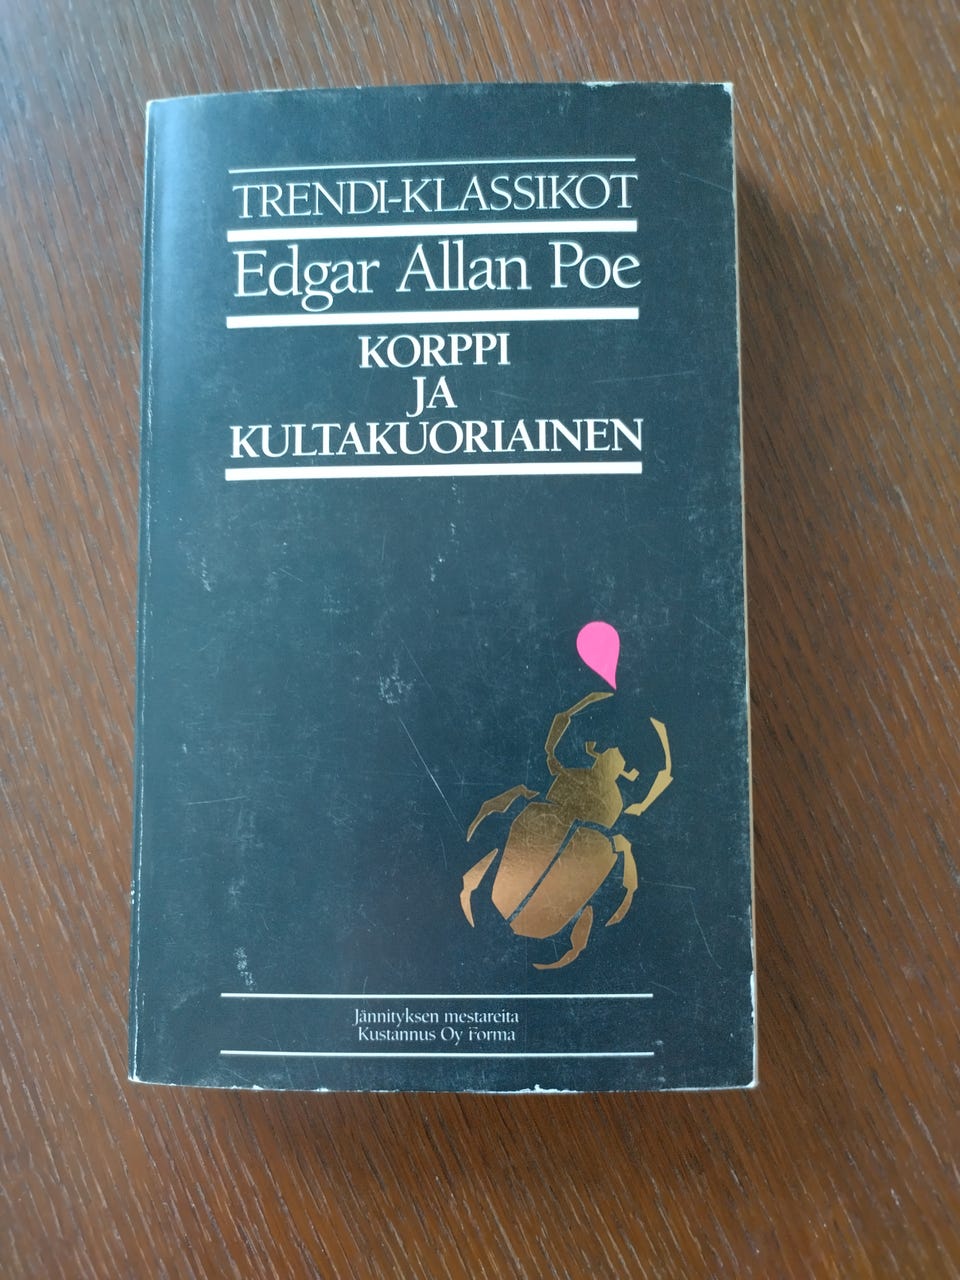 TRENDI-KLASSIKOT
Edgar Allan Poe
KORPPI
JA
KULTAKUORIAINEN
Jännityksen mestareita
Kustannus Oy Forma